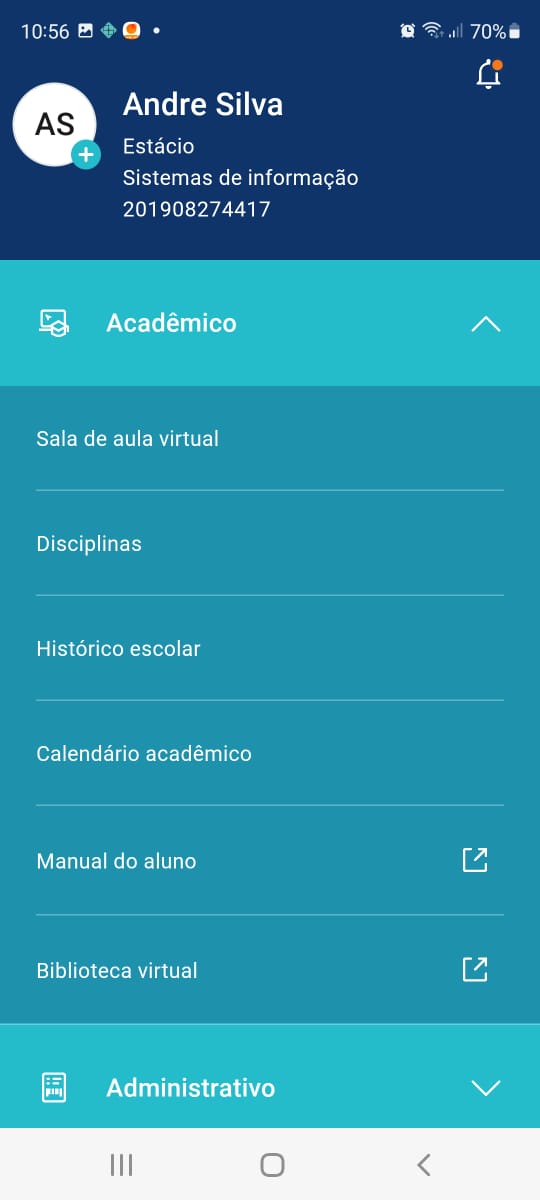 10:56
70%
AS
Andre Silva
Estácio
Sistemas de informação
201908274417
Acadêmico
Sala de aula virtual
Disciplinas
Histórico escolar
Calendário acadêmico
Manual do aluno
Biblioteca virtual
Administrativo